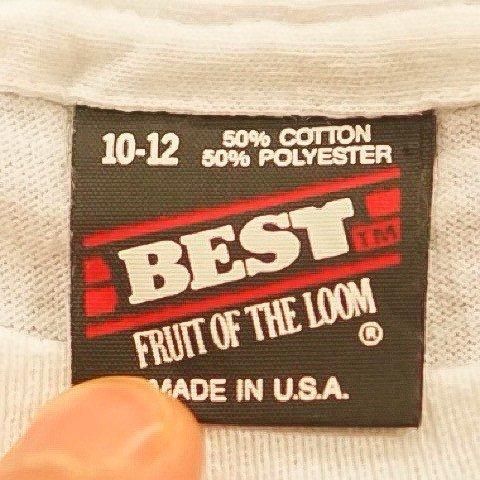 10-12
50% COTTON
50% POLYESTER
BEST
TM
FRUIT OF THE LOOM
®
MADE IN U.S.A.